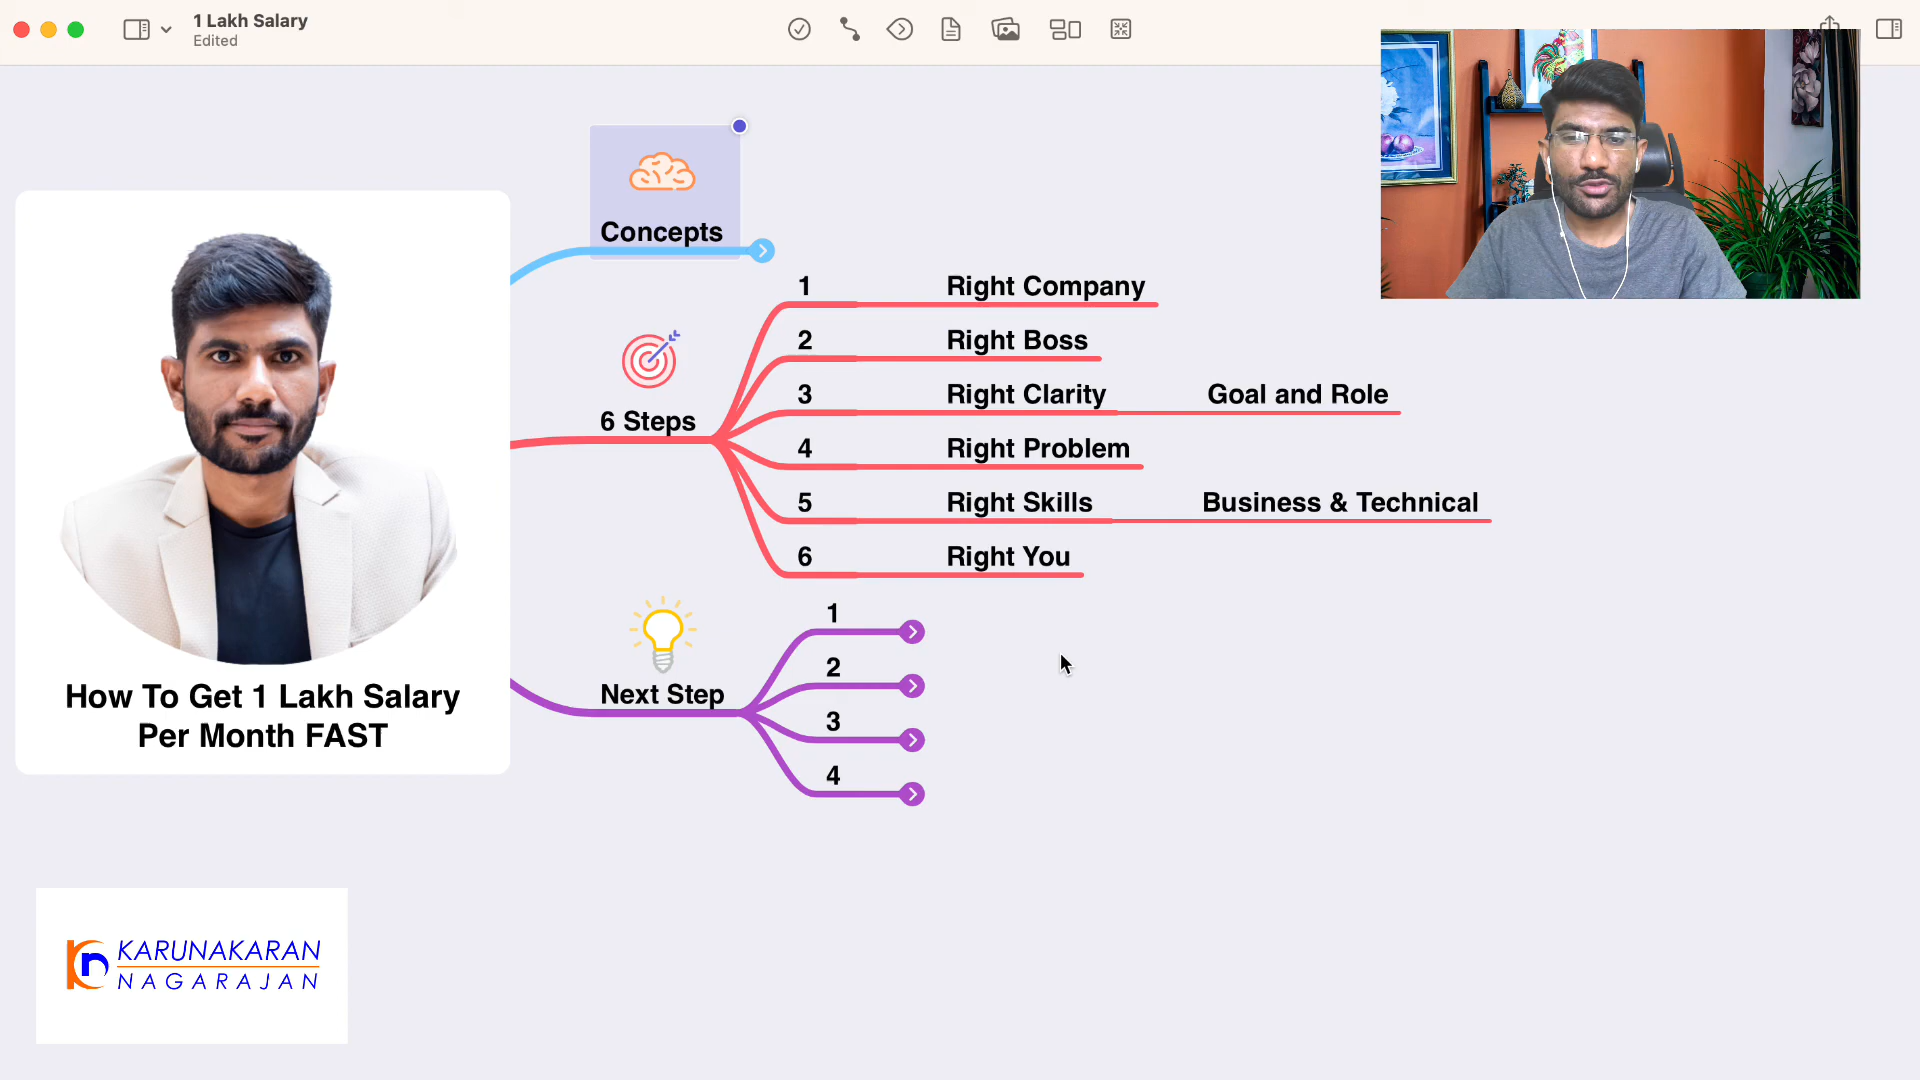 1 Lakh Salary
Edited
Concepts
1 Right Company
2 Right Boss
3 Right Clarity Goal and Role
4 Right Problem
5 Right Skills Business & Technical
6 Right You
6 Steps
1
2
3
4
Next Step
How To Get 1 Lakh Salary
Per Month FAST
KARUNAKARAN
NAGARAJAN